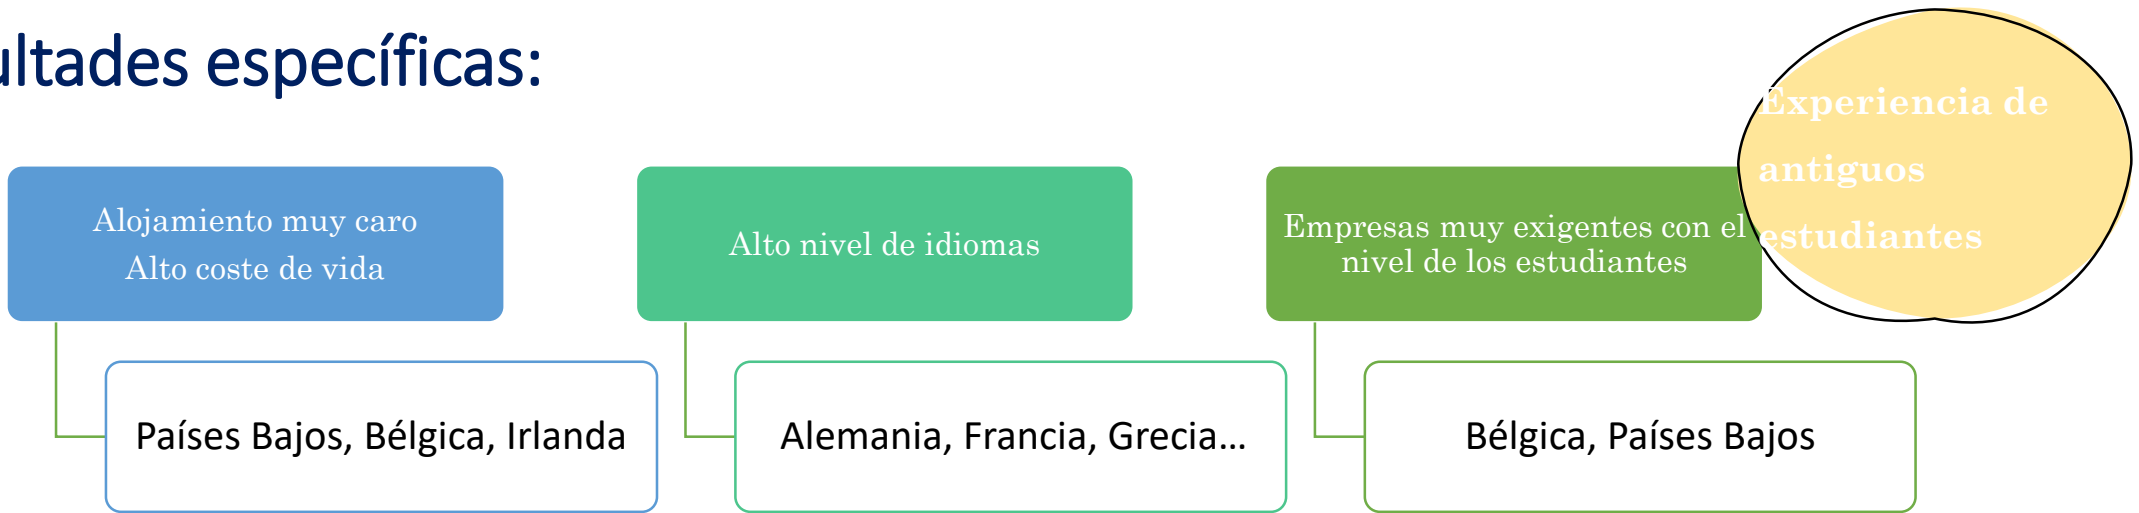 ultades específicas:
Experiencia de
antiguos
estudiantes
Alojamiento muy caro
Alto coste de vida
Alto nivel de idiomas
Empresas muy exigentes con el
nivel de los estudiantes
Países Bajos, Bélgica, Irlanda
Alemania, Francia, Grecia…
Bélgica, Países Bajos